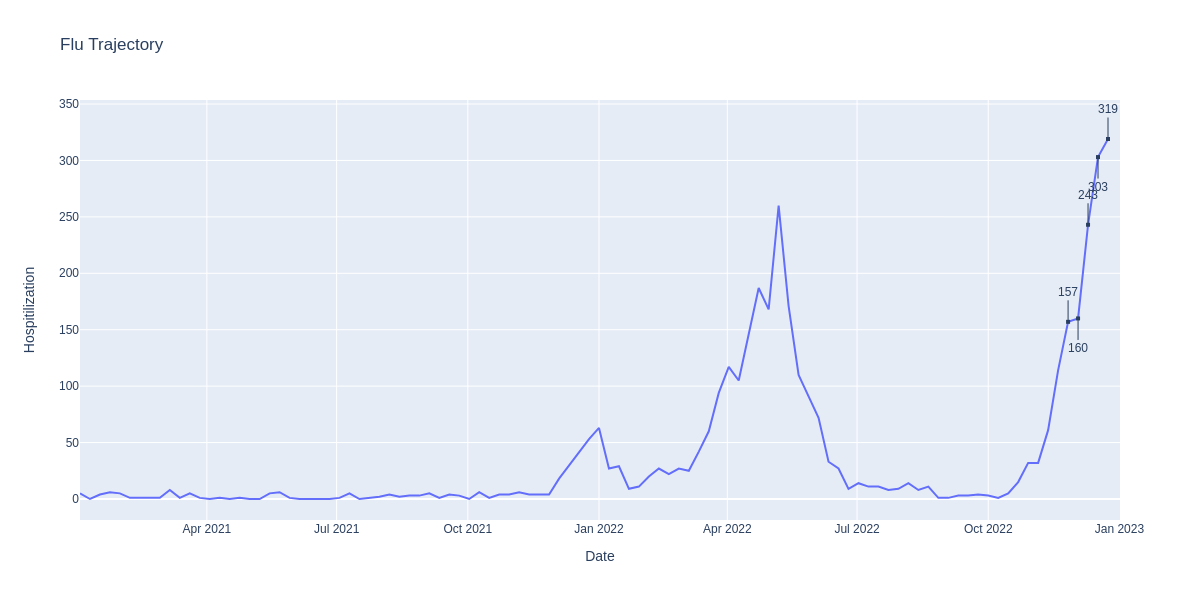 Flu Trajectory
350
300
250
200
150
100
50
0
Hospitilization
319
303
243
157
160
Apr 2021
Jul 2021
Oct 2021
Jan 2022
Apr 2022
Jul 2022
Oct 2022
Jan 2023
Date